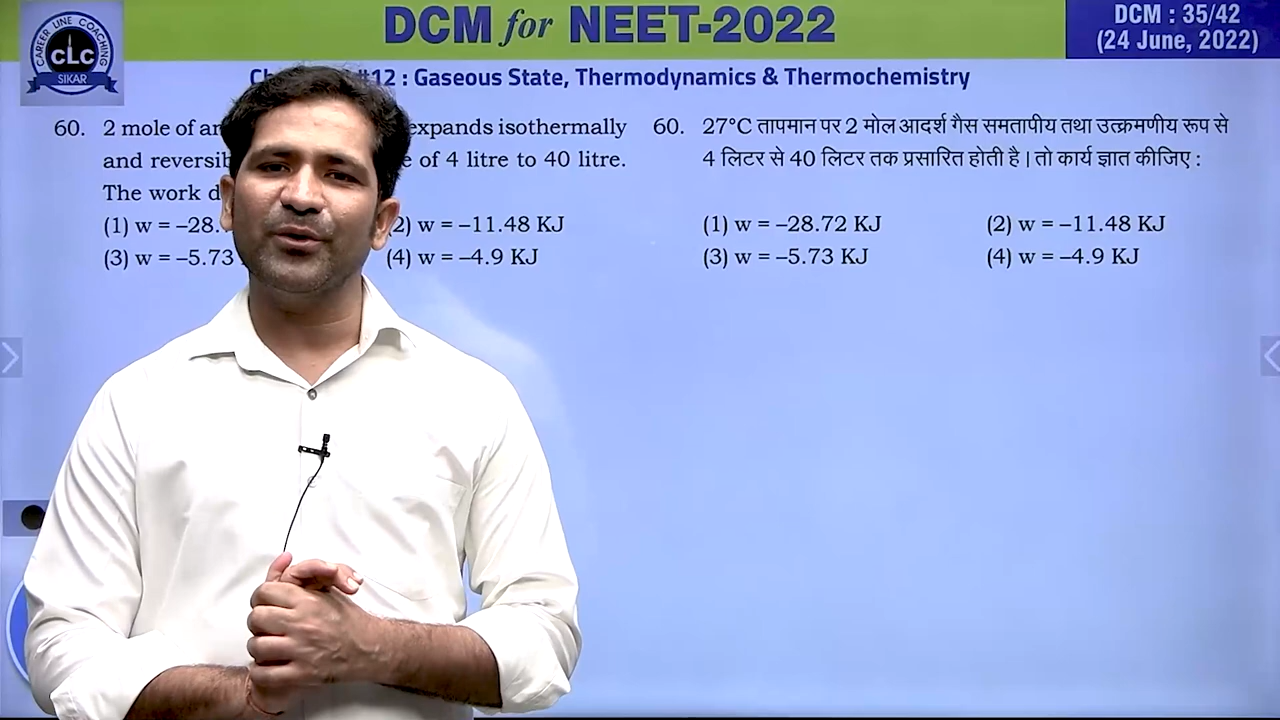 CAREER LINE COACHING
CLC
SIKAR
DCM for NEET-2022
DCM : 35/42
(24 June, 2022)
#12 : Gaseous State, Thermodynamics & Thermochemistry
60. 2 mole of expands isothermally
and of 4 litre to 40 litre.
The work
(1) w = –28. (2) w = –11.48 KJ
(3) w = –5.73 (4) w = –4.9 KJ
60. 27°C तापमान पर 2 मोल आदर्श गैस समतापीय तथा उत्क्रमणीय रूप से
4 लिटर से 40 लिटर तक प्रसारित होती है। तो कार्य ज्ञात कीजिए :
(1) w = –28.72 KJ (2) w = –11.48 KJ
(3) w = –5.73 KJ (4) w = –4.9 KJ